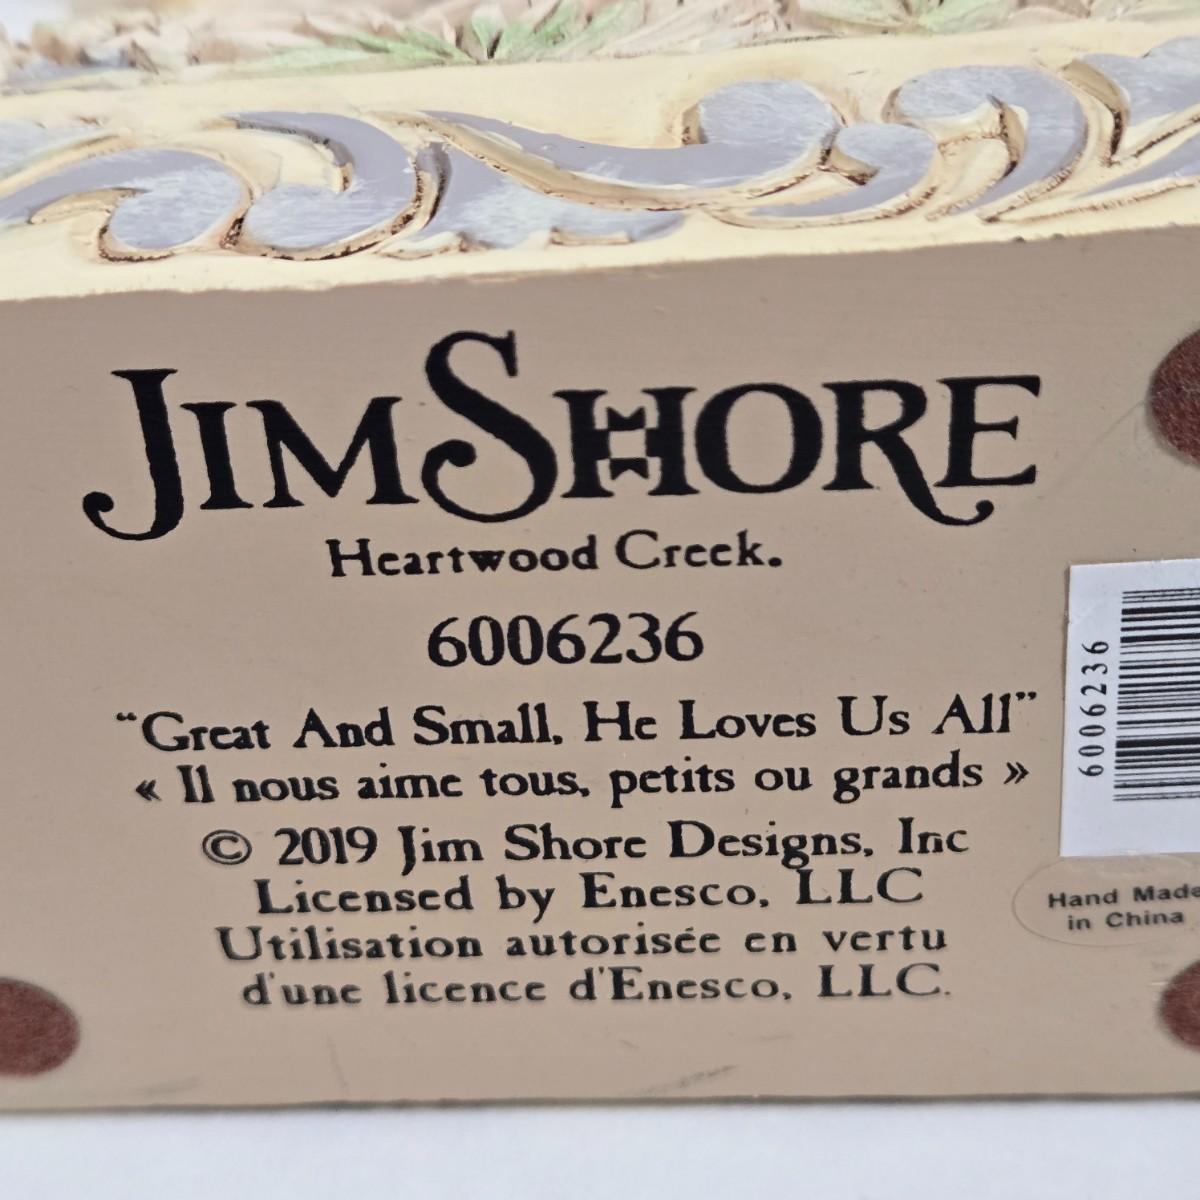 JIM SHORE
Heartwood Creek.
6006236
"Great And Small, He Loves Us All"
« Il nous aime tous, petits ou grands »
© 2019 Jim Shore Designs, Inc
Licensed by Enesco, LLC
Utilisation autorisée en vertu
d'une licence d'Enesco, LLC.
6006236
Hand Made
in China